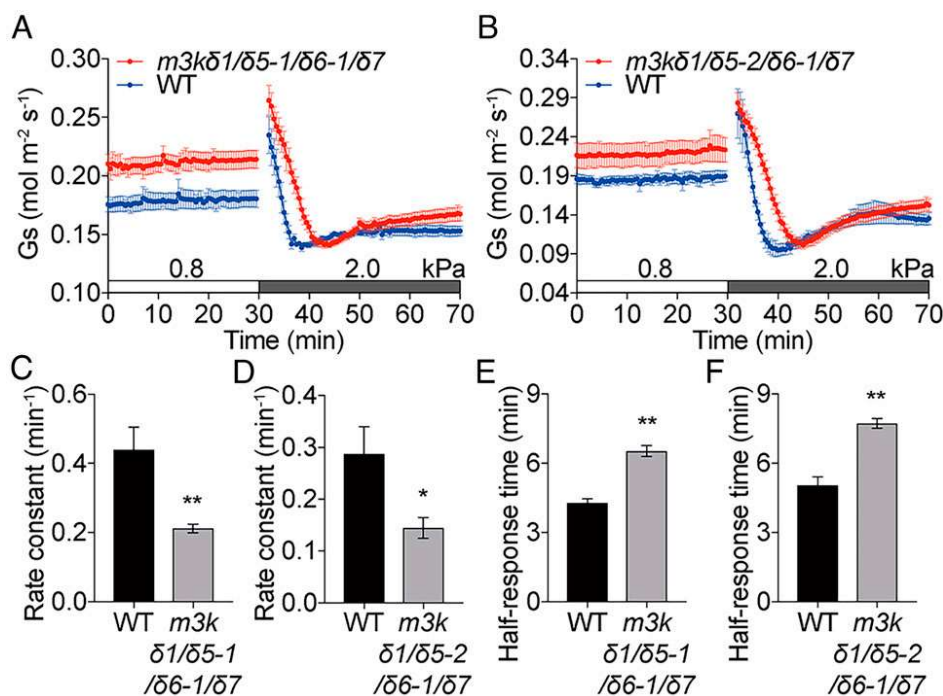 A
m3kδ1/δ5-1/δ6-1/δ7
WT
Gs (mol m⁻² s⁻¹)
0.30
0.25
0.20
0.15
0.10
0.8
2.0
kPa
0 10 20 30 40 50 60 70
Time (min)
B
m3kδ1/δ5-2/δ6-1/δ7
WT
Gs (mol m⁻² s⁻¹)
0.34
0.29
0.24
0.19
0.14
0.09
0.04
0.8
2.0
kPa
0 10 20 30 40 50 60 70
Time (min)
C
Rate constant (min⁻¹)
0.6
0.4
0.2
0.0
**
WT m3k
δ1/δ5-1
/δ6-1/δ7
D
Rate constant (min⁻¹)
0.4
0.3
0.2
0.1
0.0
*
WT m3k
δ1/δ5-2
/δ6-1/δ7
E
Half-response time (min)
9
6
3
0
**
WT m3k
δ1/δ5-1
/δ6-1/δ7
F
Half-response time (min)
9
6
3
0
**
WT m3k
δ1/δ5-2
/δ6-1/δ7